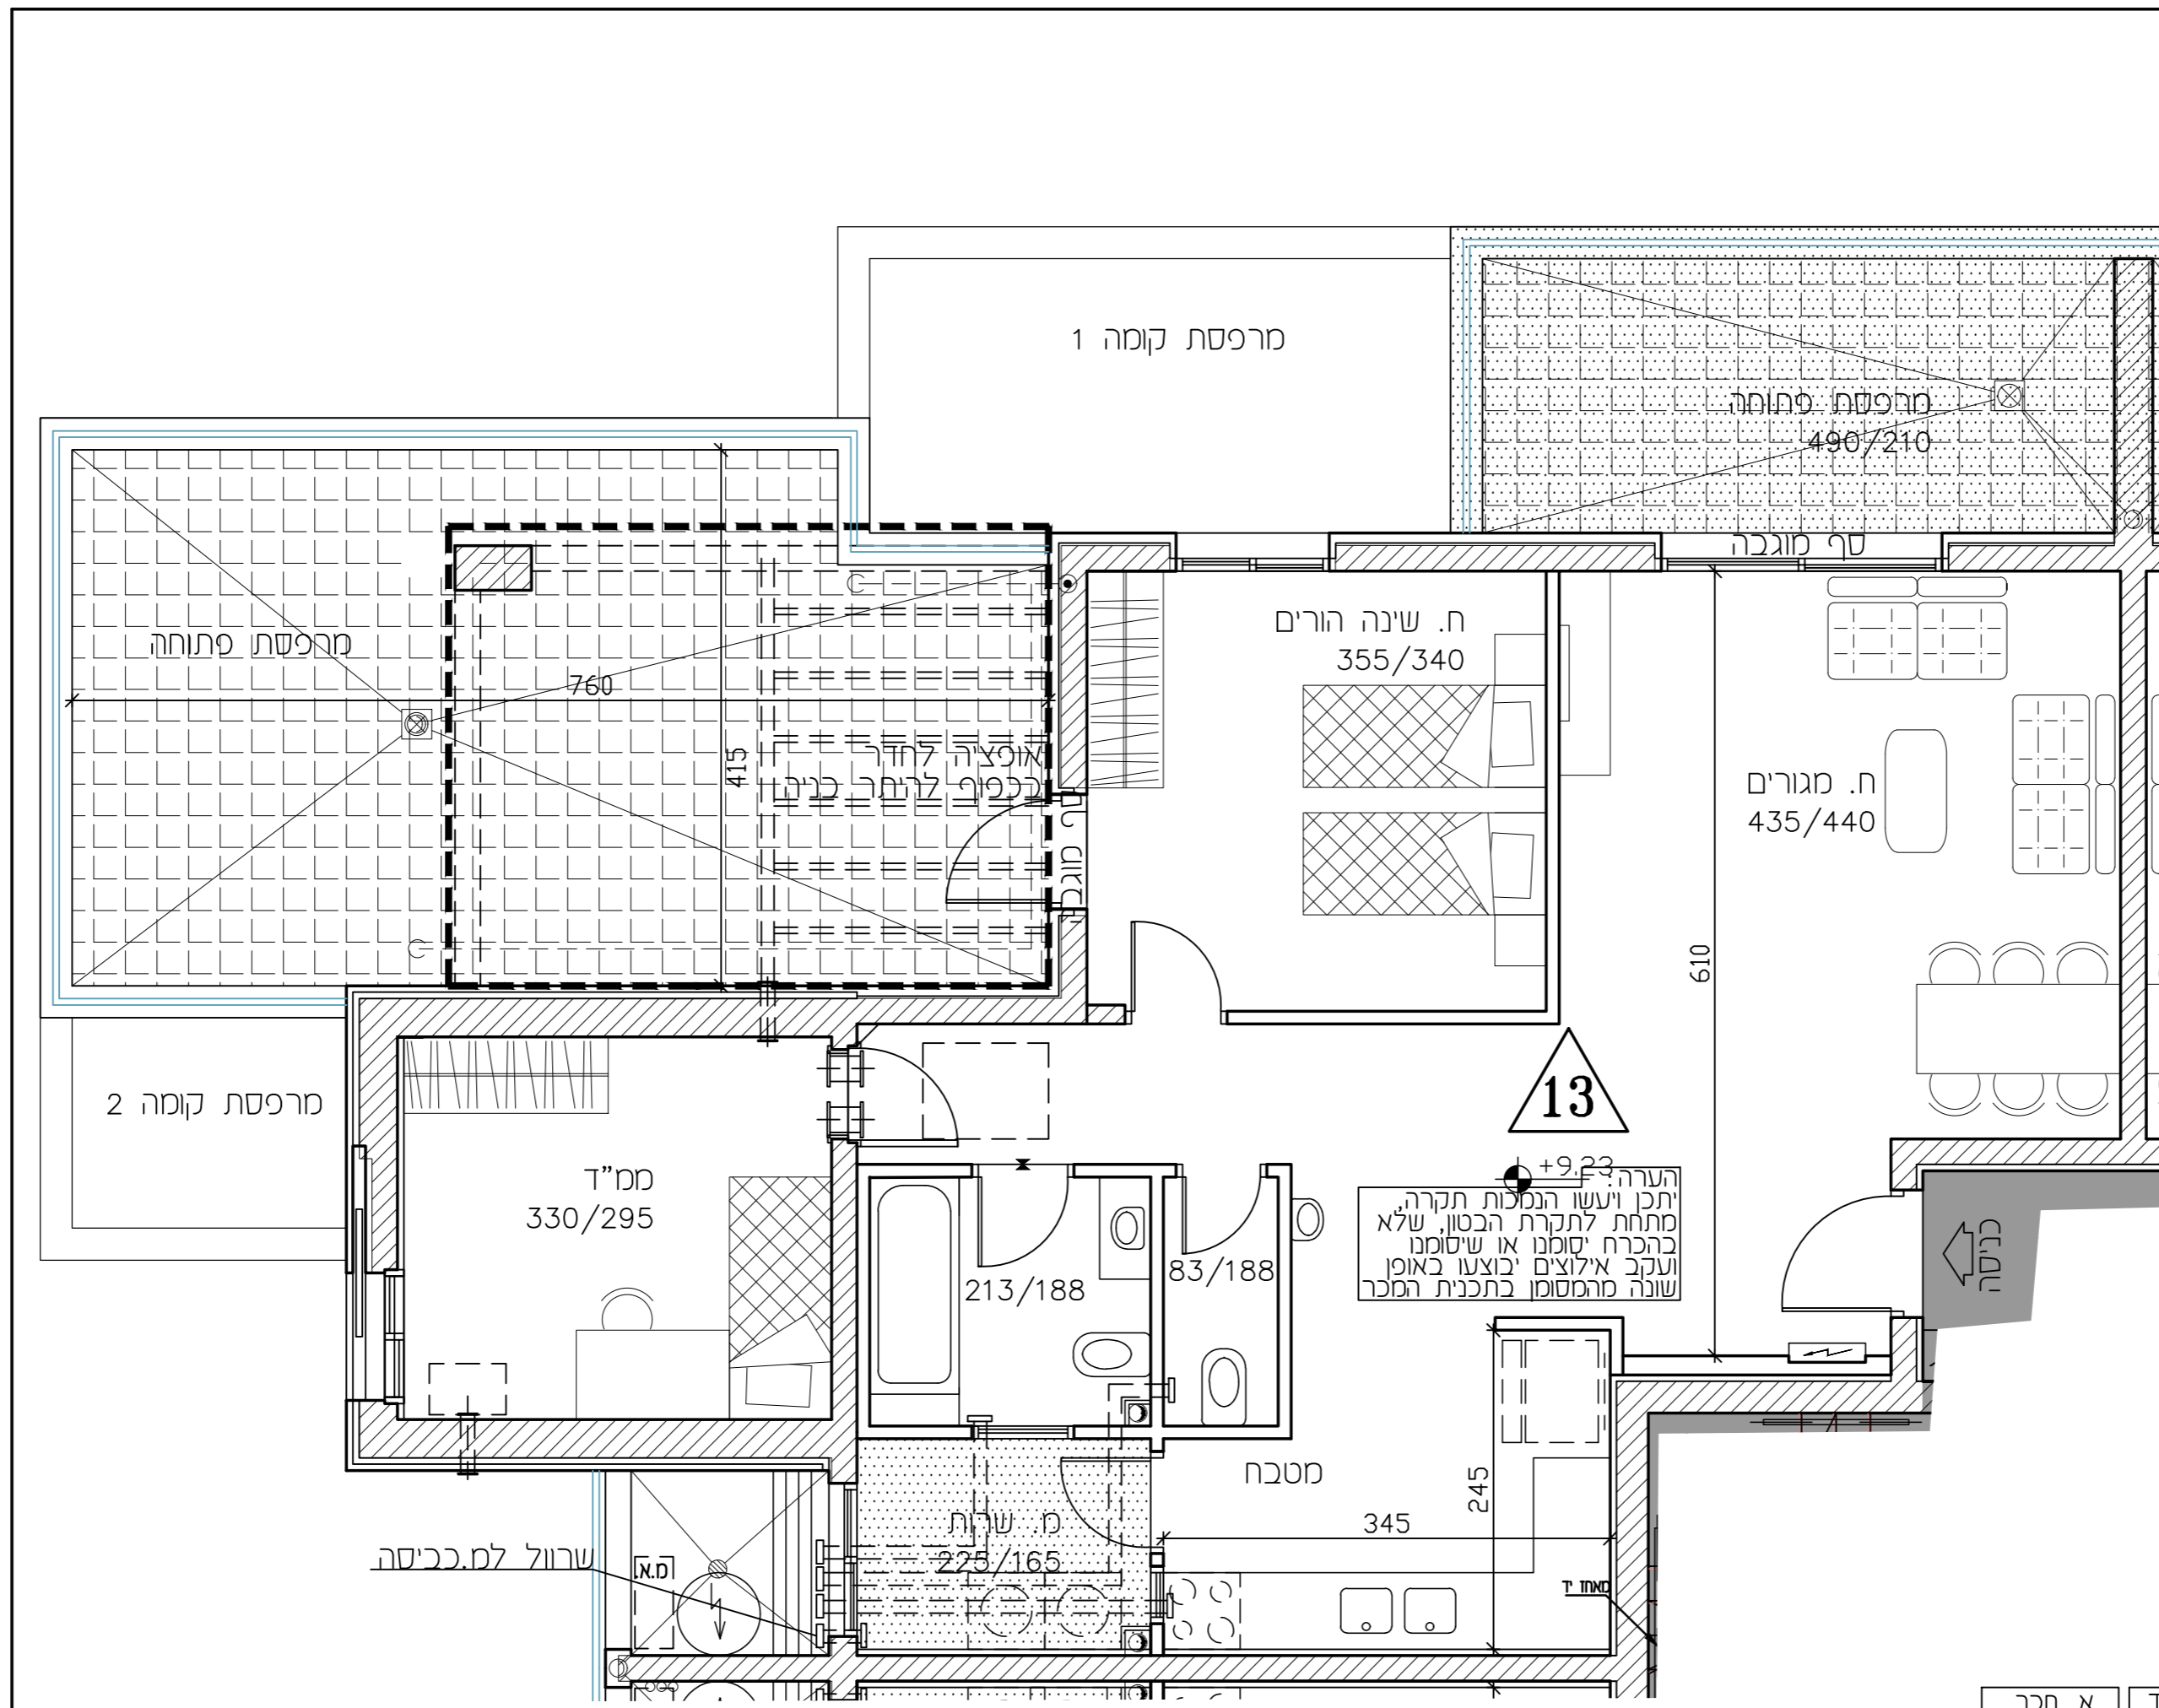 מרפסת קומה 1
מרפסת פתוחה
490/210
סף מוגבה
מרפסת פתוחה
760
415
אופציה לחדר
בכפוף להיתר בניה
סף מוגבה
ח. שינה הורים
355/340
ח. מגורים
435/440
610
13
+9.23
הערה:
יתכן ויעשו הנמכות תקרה,
מתחת לתקרת הבטון, שלא
בהכרח יסומנו או שיסומנו
ועקב אילוצים יבוצעו באופן
שונה מהמסומן בתכנית המכר
כניסה
מרפסת קומה 2
ממ"ד
330/295
213/188
83/188
מטבח
245
345
מ. שרות
225/165
שרוול למ.כביסה
מ.א.
מאחז יד